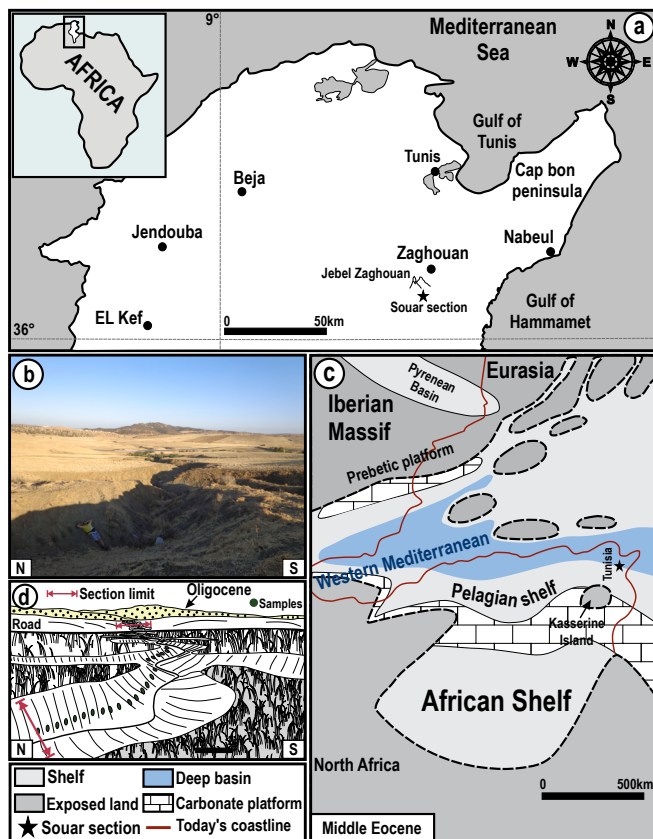 9°
Mediterranean
Sea
a
N
W
E
S
AFRICA
Gulf of
Tunis
Tunis
Cap bon
peninsula
Beja
Jendouba
Zaghouan
Nabeul
Jebel Zaghouan
Souar section
EL Kef
0
50km
Gulf of
Hammamet
36°
b
N
S
c
Pyrenean
Basin
Eurasia
Iberian
Massif
Prebetic platform
Western Mediterranean
Tunisia
Pelagian shelf
Kasserine
Island
African Shelf
North Africa
0
500km
Middle Eocene
d
Section limit
Oligocene
Samples
Road
N
S
Shelf
Deep basin
Exposed land
Carbonate platform
Souar section
Today's coastline